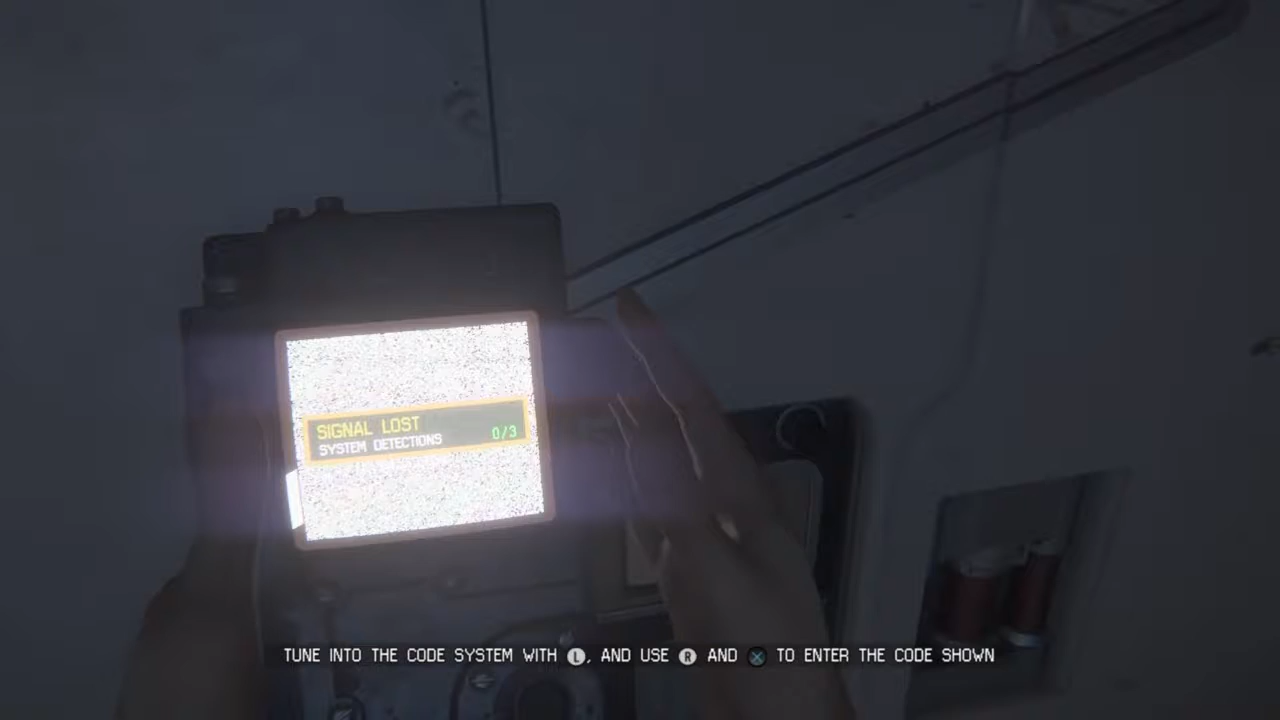 SIGNAL LOST
SYSTEM DETECTIONS 0/3
TUNE INTO THE CODE SYSTEM WITH L, AND USE R AND X TO ENTER THE CODE SHOWN